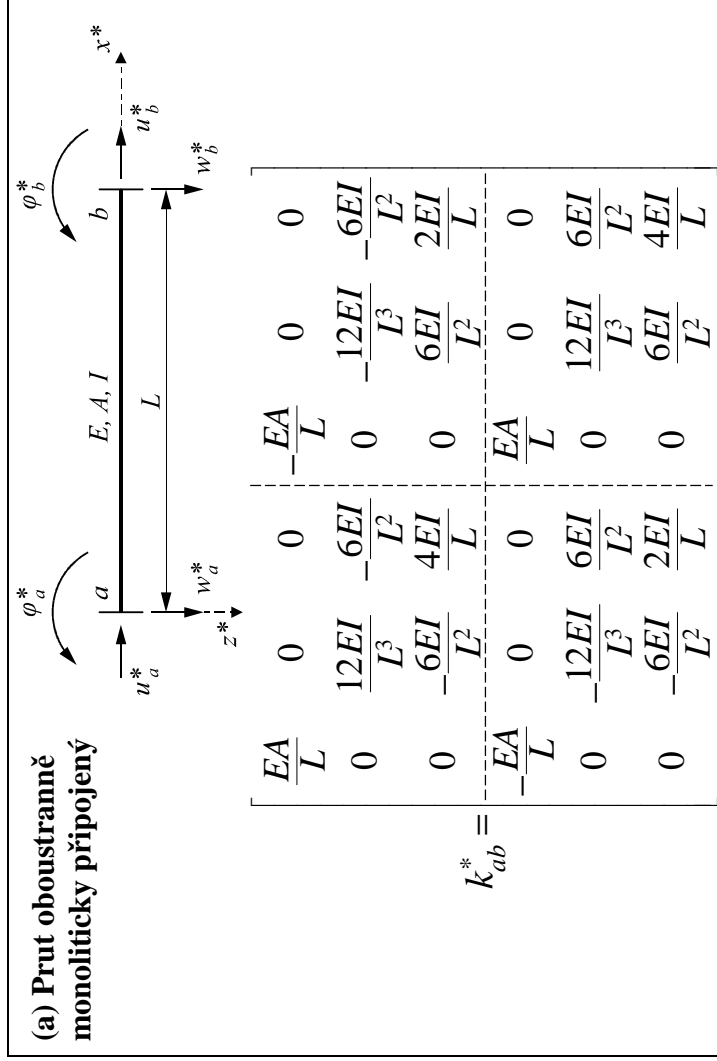 (a) Prut oboustranně
monoliticky připojený
φ*a φ*b
a E, A, I b x*
u*a u*b
L
w*a w*b
z*
k*ab =
EA/L 0 0 −EA/L 0 0
0 12EI/L³ −6EI/L² 0 −12EI/L³ −6EI/L²
0 −6EI/L² 4EI/L 0 6EI/L² 2EI/L
−EA/L 0 0 EA/L 0 0
0 −12EI/L³ 6EI/L² 0 12EI/L³ 6EI/L²
0 −6EI/L² 2EI/L 0 6EI/L² 4EI/L